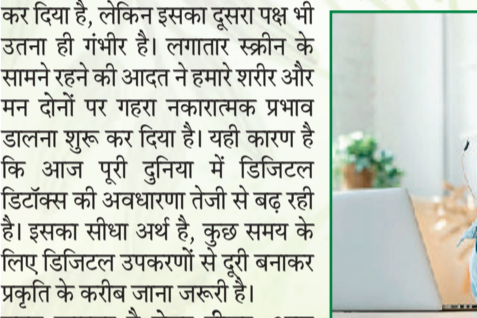 कर दिया है, लेकिन इसका दूसरा पक्ष भी
उतना ही गंभीर है। लगातार स्क्रीन के
सामने रहने की आदत ने हमारे शरीर और
मन दोनों पर गहरा नकारात्मक प्रभाव
डालना शुरू कर दिया है। यही कारण है
कि आज पूरी दुनिया में डिजिटल
डिटॉक्स की अवधारणा तेजी से बढ़ रही
है। इसका सीधा अर्थ है, कुछ समय के
लिए डिजिटल उपकरणों से दूरी बनाकर
प्रकृति के करीब जाना जरूरी है।